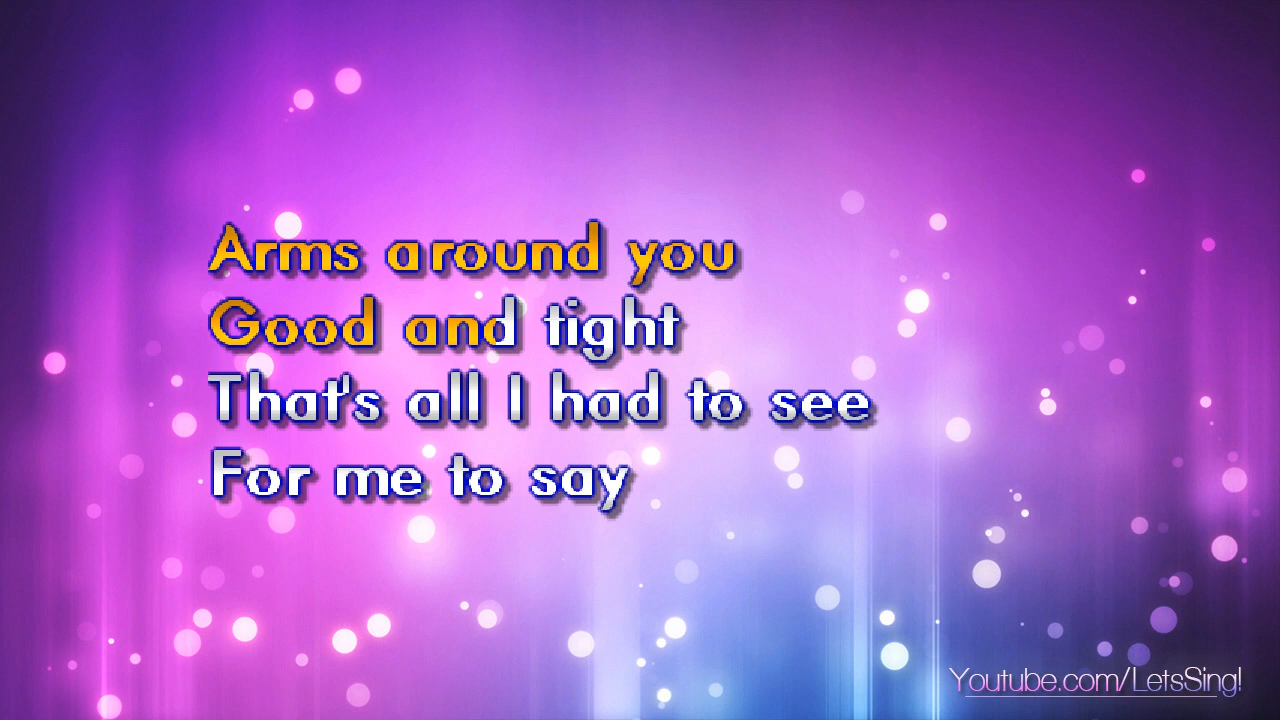 Arms around you
Good and tight
That's all I had to see
For me to say
Youtube.com/LetsSing!